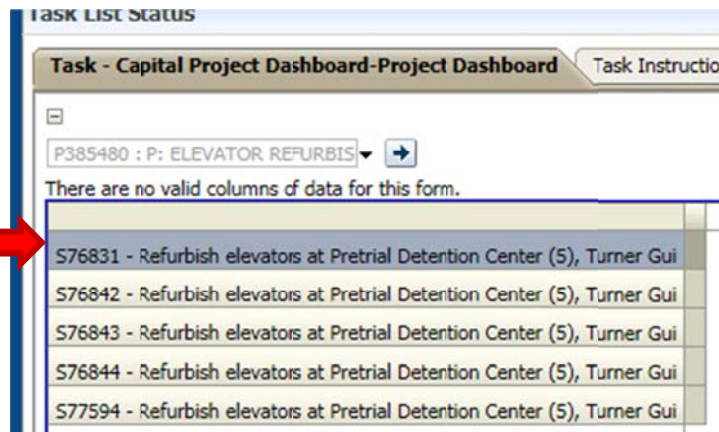 Task List Status
Task - Capital Project Dashboard-Project Dashboard Task Instructio
P385480 : P: ELEVATOR REFURBIS
There are no valid columns of data for this form.
S76831 - Refurbish elevators at Pretrial Detention Center (5), Turner Gui
S76842 - Refurbish elevators at Pretrial Detention Center (5), Turner Gui
S76843 - Refurbish elevators at Pretrial Detention Center (5), Turner Gui
S76844 - Refurbish elevators at Pretrial Detention Center (5), Turner Gui
S77594 - Refurbish elevators at Pretrial Detention Center (5), Turner Gui